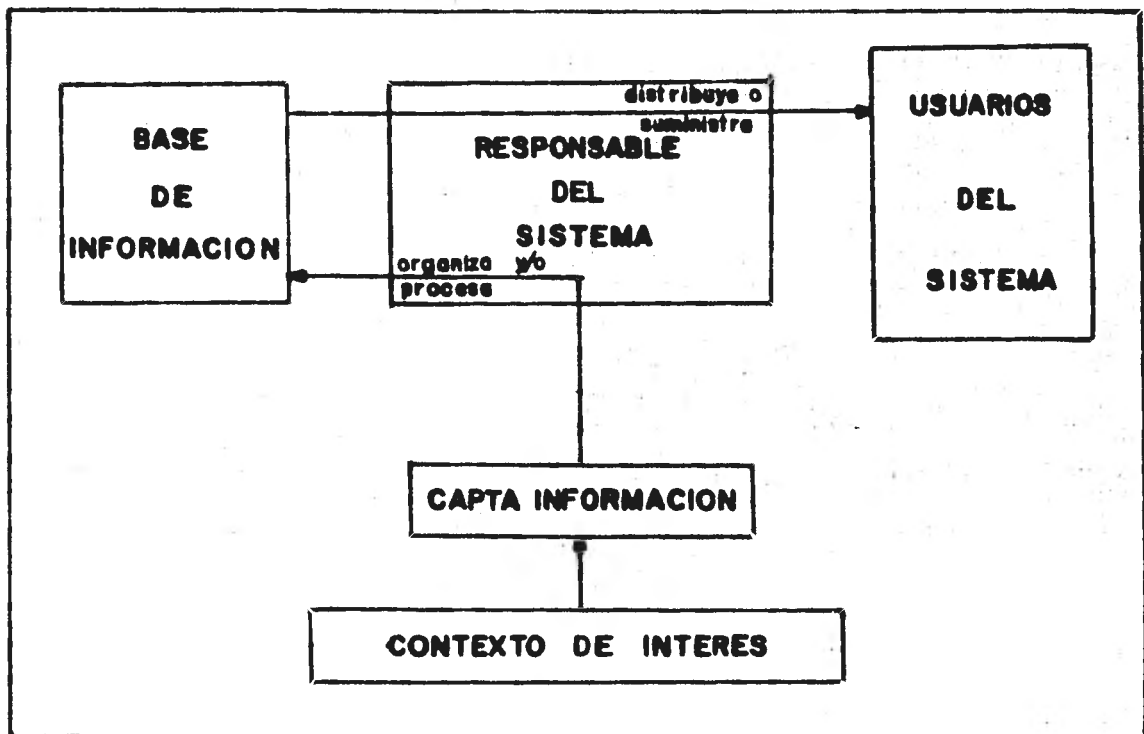 BASE
DE
INFORMACION
distribuye o
suministra
RESPONSABLE
DEL
SISTEMA
organiza y/o
procesa
USUARIOS
DEL
SISTEMA
CAPTA INFORMACION
CONTEXTO DE INTERES